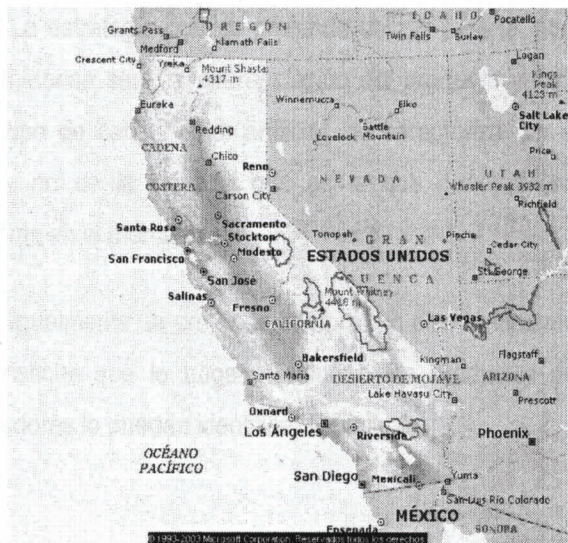 OREGÓN
IDAHO
Pocatello
Grants Pass
Medford
Klamath Falls
Twin Falls
Burley
Crescent City
Yreka
Mount Shasta
4317 m
Logan
Kings
Peak
4123 m
Winnemucca
Elko
Eureka
Redding
Battle
Mountain
Lovelock
Salt Lake
City
CADENA
COSTERA
Chico
Reno
Price
NEVADA
UTAH
Carson City
Wheeler Peak 3982 m
Richfield
Santa Rosa
Sacramento
Stockton
Modesto
Tonopah
GRAN
Pioche
Cedar City
San Francisco
ESTADOS UNIDOS
San José
CUENCA
St. George
Salinas
Fresno
Mount Whitney
4418 m
CALIFORNIA
Las Vegas
Bakersfield
Kingman
Flagstaff
Santa Maria
DESIERTO DE MOJAVE
ARIZONA
Lake Havasu City
Prescott
Oxnard
Los Ángeles
Riverside
Phoenix
OCÉANO
PACÍFICO
San Diego
Mexicali
Yuma
San Luis Río Colorado
MÉXICO
Ensenada
SONORA
© 1993-2003 Microsoft Corporation. Reservados todos los derechos.